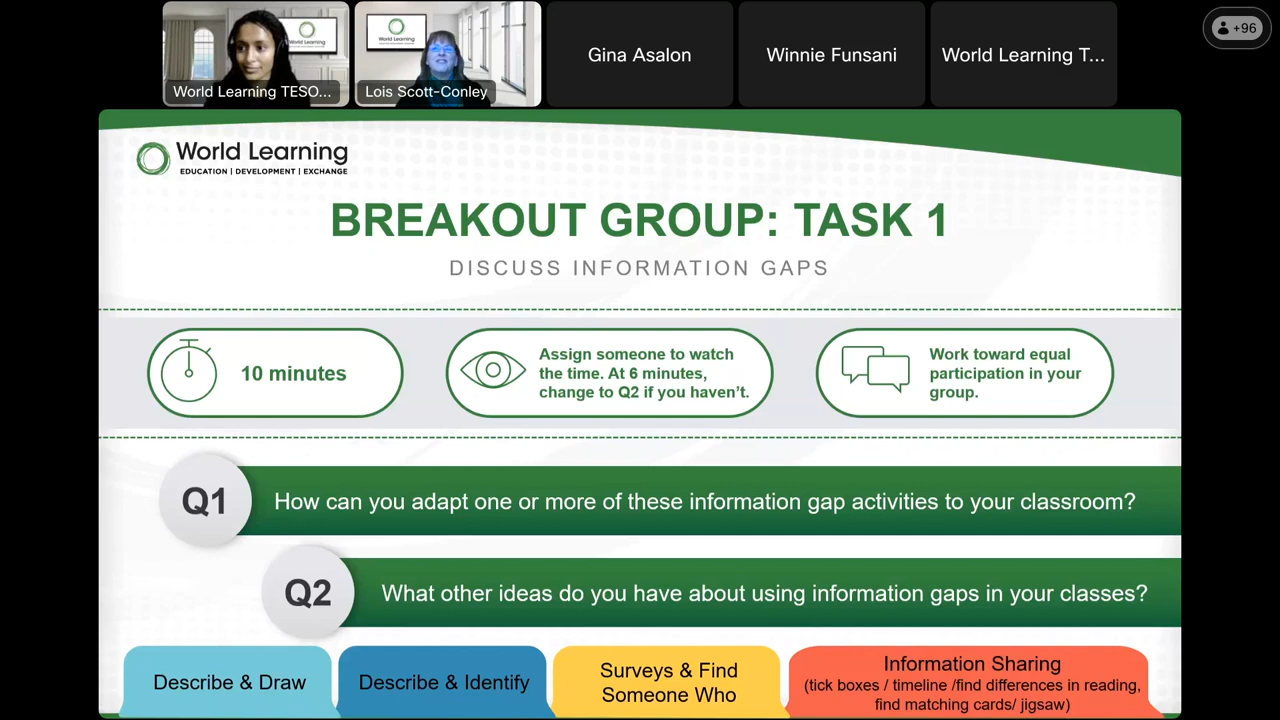 World Learning TESO...
Lois Scott-Conley
Gina Asalon
Winnie Funsani
World Learning T...
+96
World Learning
EDUCATION | DEVELOPMENT | EXCHANGE
BREAKOUT GROUP: TASK 1
DISCUSS INFORMATION GAPS
10 minutes
Assign someone to watch
the time. At 6 minutes,
change to Q2 if you haven't.
Work toward equal
participation in your
group.
Q1
How can you adapt one or more of these information gap activities to your classroom?
Q2
What other ideas do you have about using information gaps in your classes?
Describe & Draw
Describe & Identify
Surveys & Find
Someone Who
Information Sharing
(tick boxes / timeline /find differences in reading,
find matching cards/ jigsaw)